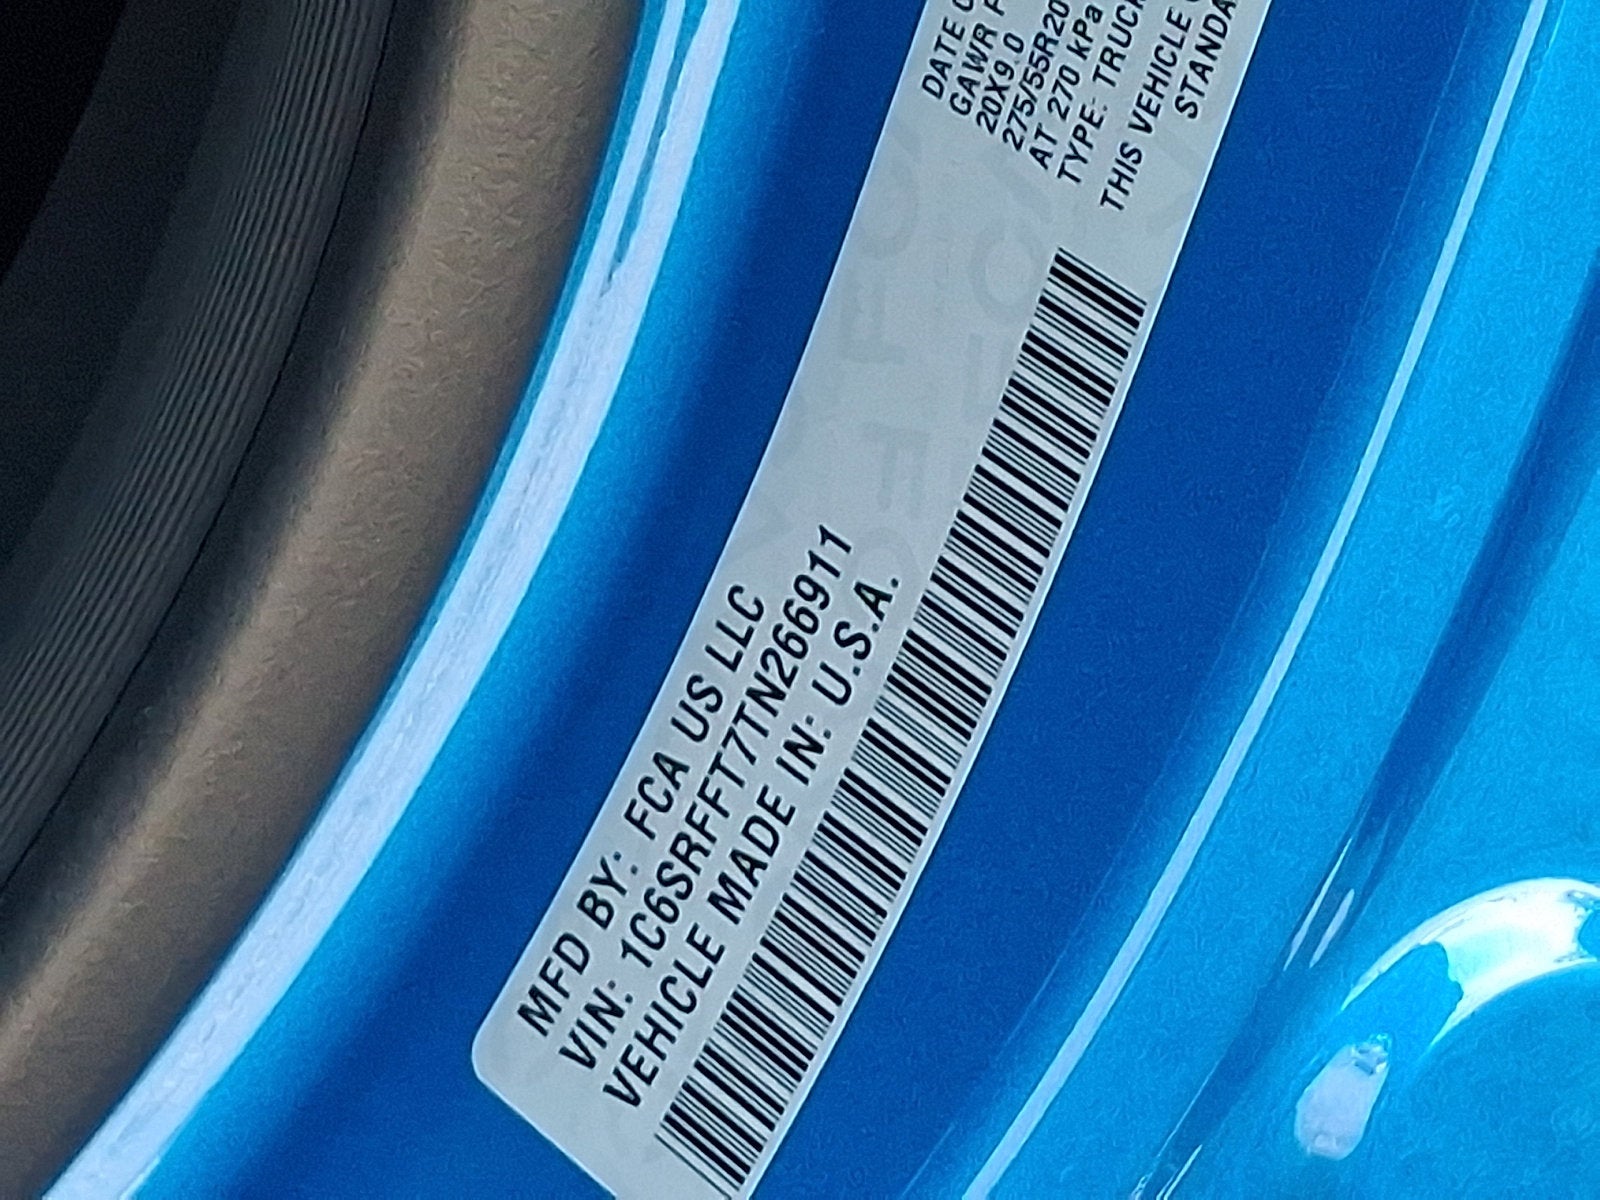 MFD BY: FCA US LLC
VIN: 1C6SRFFT7TN266911
VEHICLE MADE IN: U.S.A.
DATE
GAWR
20X9.0
275/55R20
AT 270 kPa
TYPE: TRUCK
THIS VEHICLE